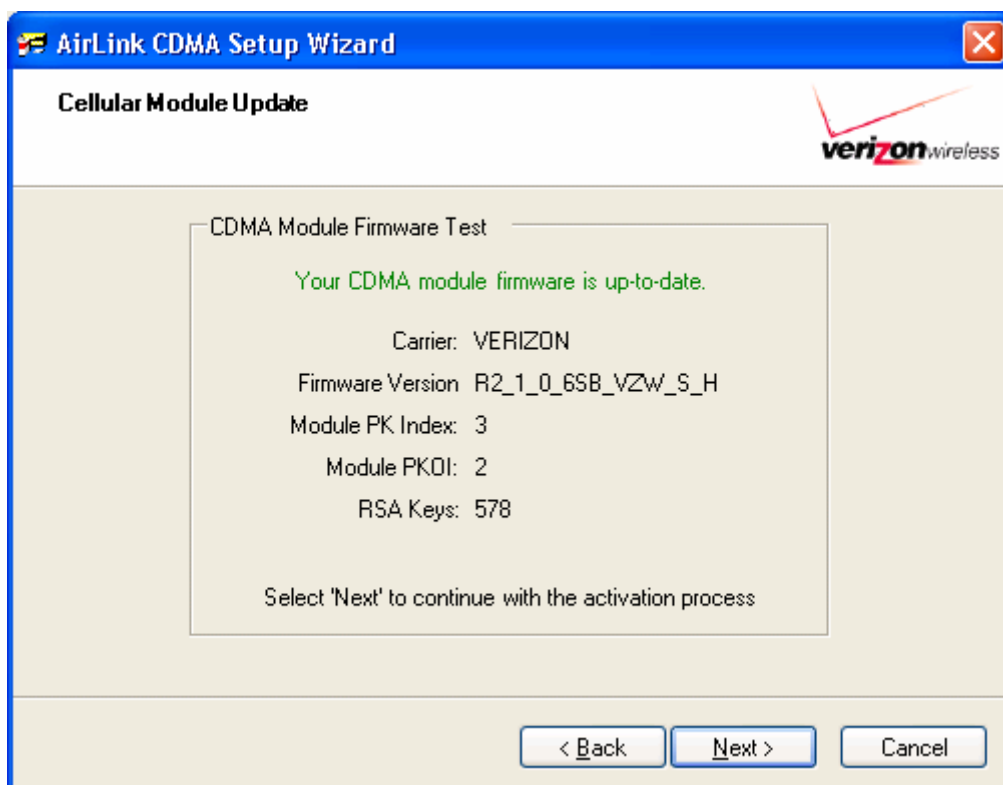 AirLink CDMA Setup Wizard
Cellular Module Update
verizonwireless
CDMA Module Firmware Test
Your CDMA module firmware is up-to-date.
Carrier: VERIZON
Firmware Version R2_1_0_6SB_VZW_S_H
Module PK Index: 3
Module PKOI: 2
RSA Keys: 578
Select 'Next' to continue with the activation process
< Back
Next >
Cancel